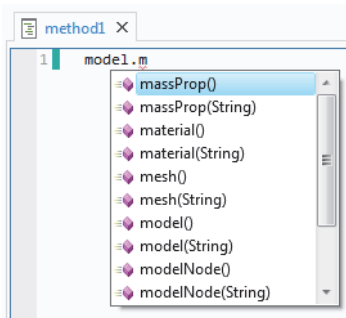 method1
1 model.m
massProp()
massProp(String)
material()
material(String)
mesh()
mesh(String)
model()
model(String)
modelNode()
modelNode(String)